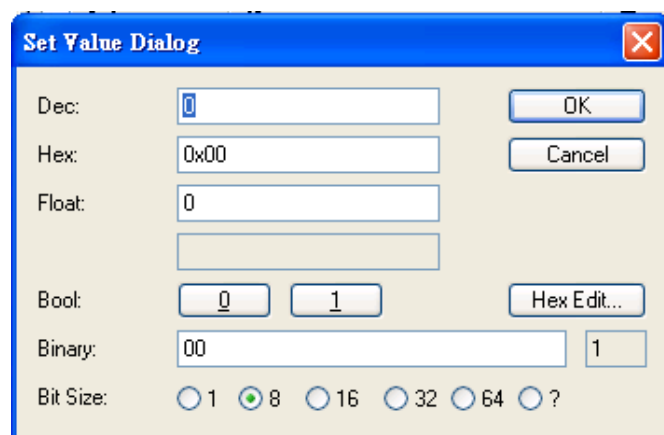 Set Value Dialog
Dec: 0 OK
Hex: 0x00 Cancel
Float: 0
Bool: 0 1 Hex Edit...
Binary: 00 1
Bit Size: 1 8 16 32 64 ?